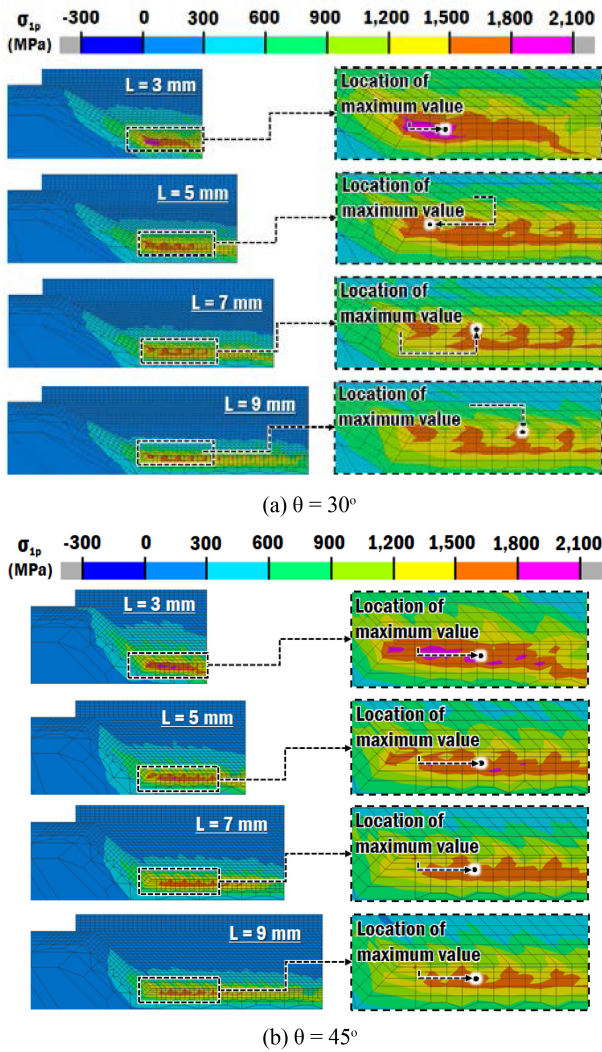 σ1p
(MPa)
-300 0 300 600 900 1,200 1,500 1,800 2,100
L = 3 mm
Location of
maximum value
L = 5 mm
Location of
maximum value
L = 7 mm
Location of
maximum value
L = 9 mm
Location of
maximum value
(a) θ = 30°
σ1p
(MPa)
-300 0 300 600 900 1,200 1,500 1,800 2,100
L = 3 mm
Location of
maximum value
L = 5 mm
Location of
maximum value
L = 7 mm
Location of
maximum value
L = 9 mm
Location of
maximum value
(b) θ = 45°